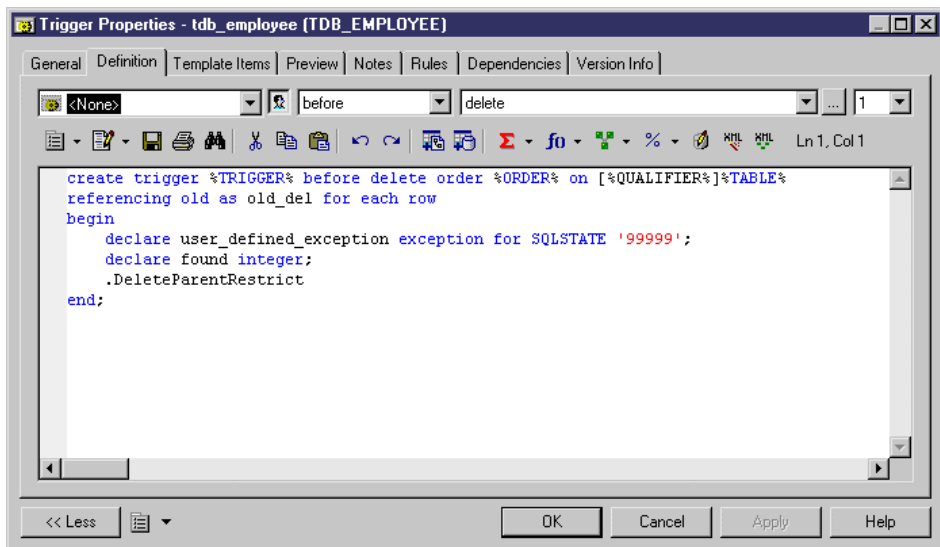 Trigger Properties - tdb_employee (TDB_EMPLOYEE)
General Definition Template Items Preview Notes Rules Dependencies Version Info
<None> before delete ... 1
Σ f() % XML XML Ln 1, Col 1
create trigger %TRIGGER% before delete order %ORDER% on [%QUALIFIER%]%TABLE%
referencing old as old_del for each row
begin
declare user_defined_exception exception for SQLSTATE '99999';
declare found integer;
.DeleteParentRestrict
end;
<< Less OK Cancel Apply Help